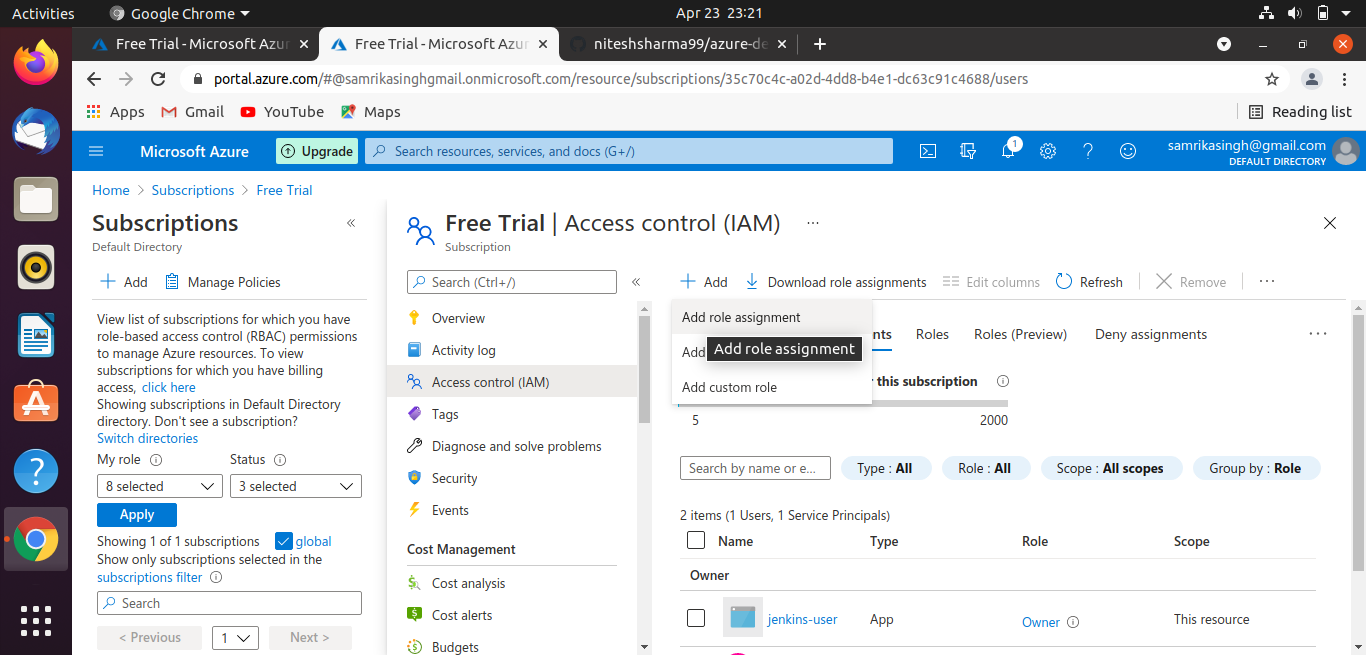 Activities
Google Chrome
Apr 23 23:21
Free Trial - Microsoft Azur
Free Trial - Microsoft Azur
niteshsharma99/azure-de
portal.azure.com/#@samrikasinghgmail.onmicrosoft.com/resource/subscriptions/35c70c4c-a02d-4dd8-b4e1-dc63c91c4688/users
Apps
Gmail
YouTube
Maps
Reading list
Microsoft Azure
Upgrade
Search resources, services, and docs (G+/)
1
samrikasingh@gmail.com
DEFAULT DIRECTORY
Home > Subscriptions > Free Trial
Subscriptions
Default Directory
Add
Manage Policies
View list of subscriptions for which you have
role-based access control (RBAC) permissions
to manage Azure resources. To view
subscriptions for which you have billing
access, click here
Showing subscriptions in Default Directory
directory. Don't see a subscription?
Switch directories
My role
Status
8 selected
3 selected
Apply
Showing 1 of 1 subscriptions
global
Show only subscriptions selected in the
subscriptions filter
Search
< Previous
1
Next >
Free Trial | Access control (IAM)
Subscription
Search (Ctrl+/)
Overview
Activity log
Access control (IAM)
Tags
Diagnose and solve problems
Security
Events
Cost Management
Cost analysis
Cost alerts
Budgets
Add
Download role assignments
Edit columns
Refresh
Remove
Add role assignment
Add
Add role assignment
Add custom role
nts
Roles
Roles (Preview)
Deny assignments
this subscription
5
2000
Search by name or e...
Type : All
Role : All
Scope : All scopes
Group by : Role
2 items (1 Users, 1 Service Principals)
Name
Type
Role
Scope
Owner
jenkins-user
App
Owner
This resource